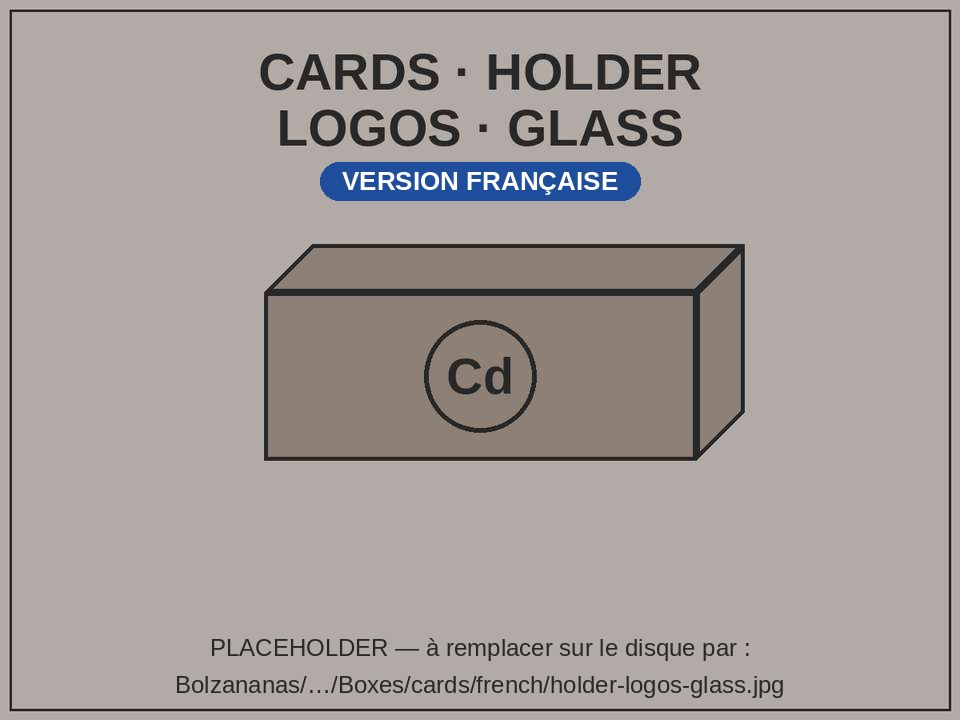 CARDS · HOLDER
LOGOS · GLASS
VERSION FRANÇAISE
Cd
PLACEHOLDER — à remplacer sur le disque par :
Bolzananas/…/Boxes/cards/french/holder-logos-glass.jpg